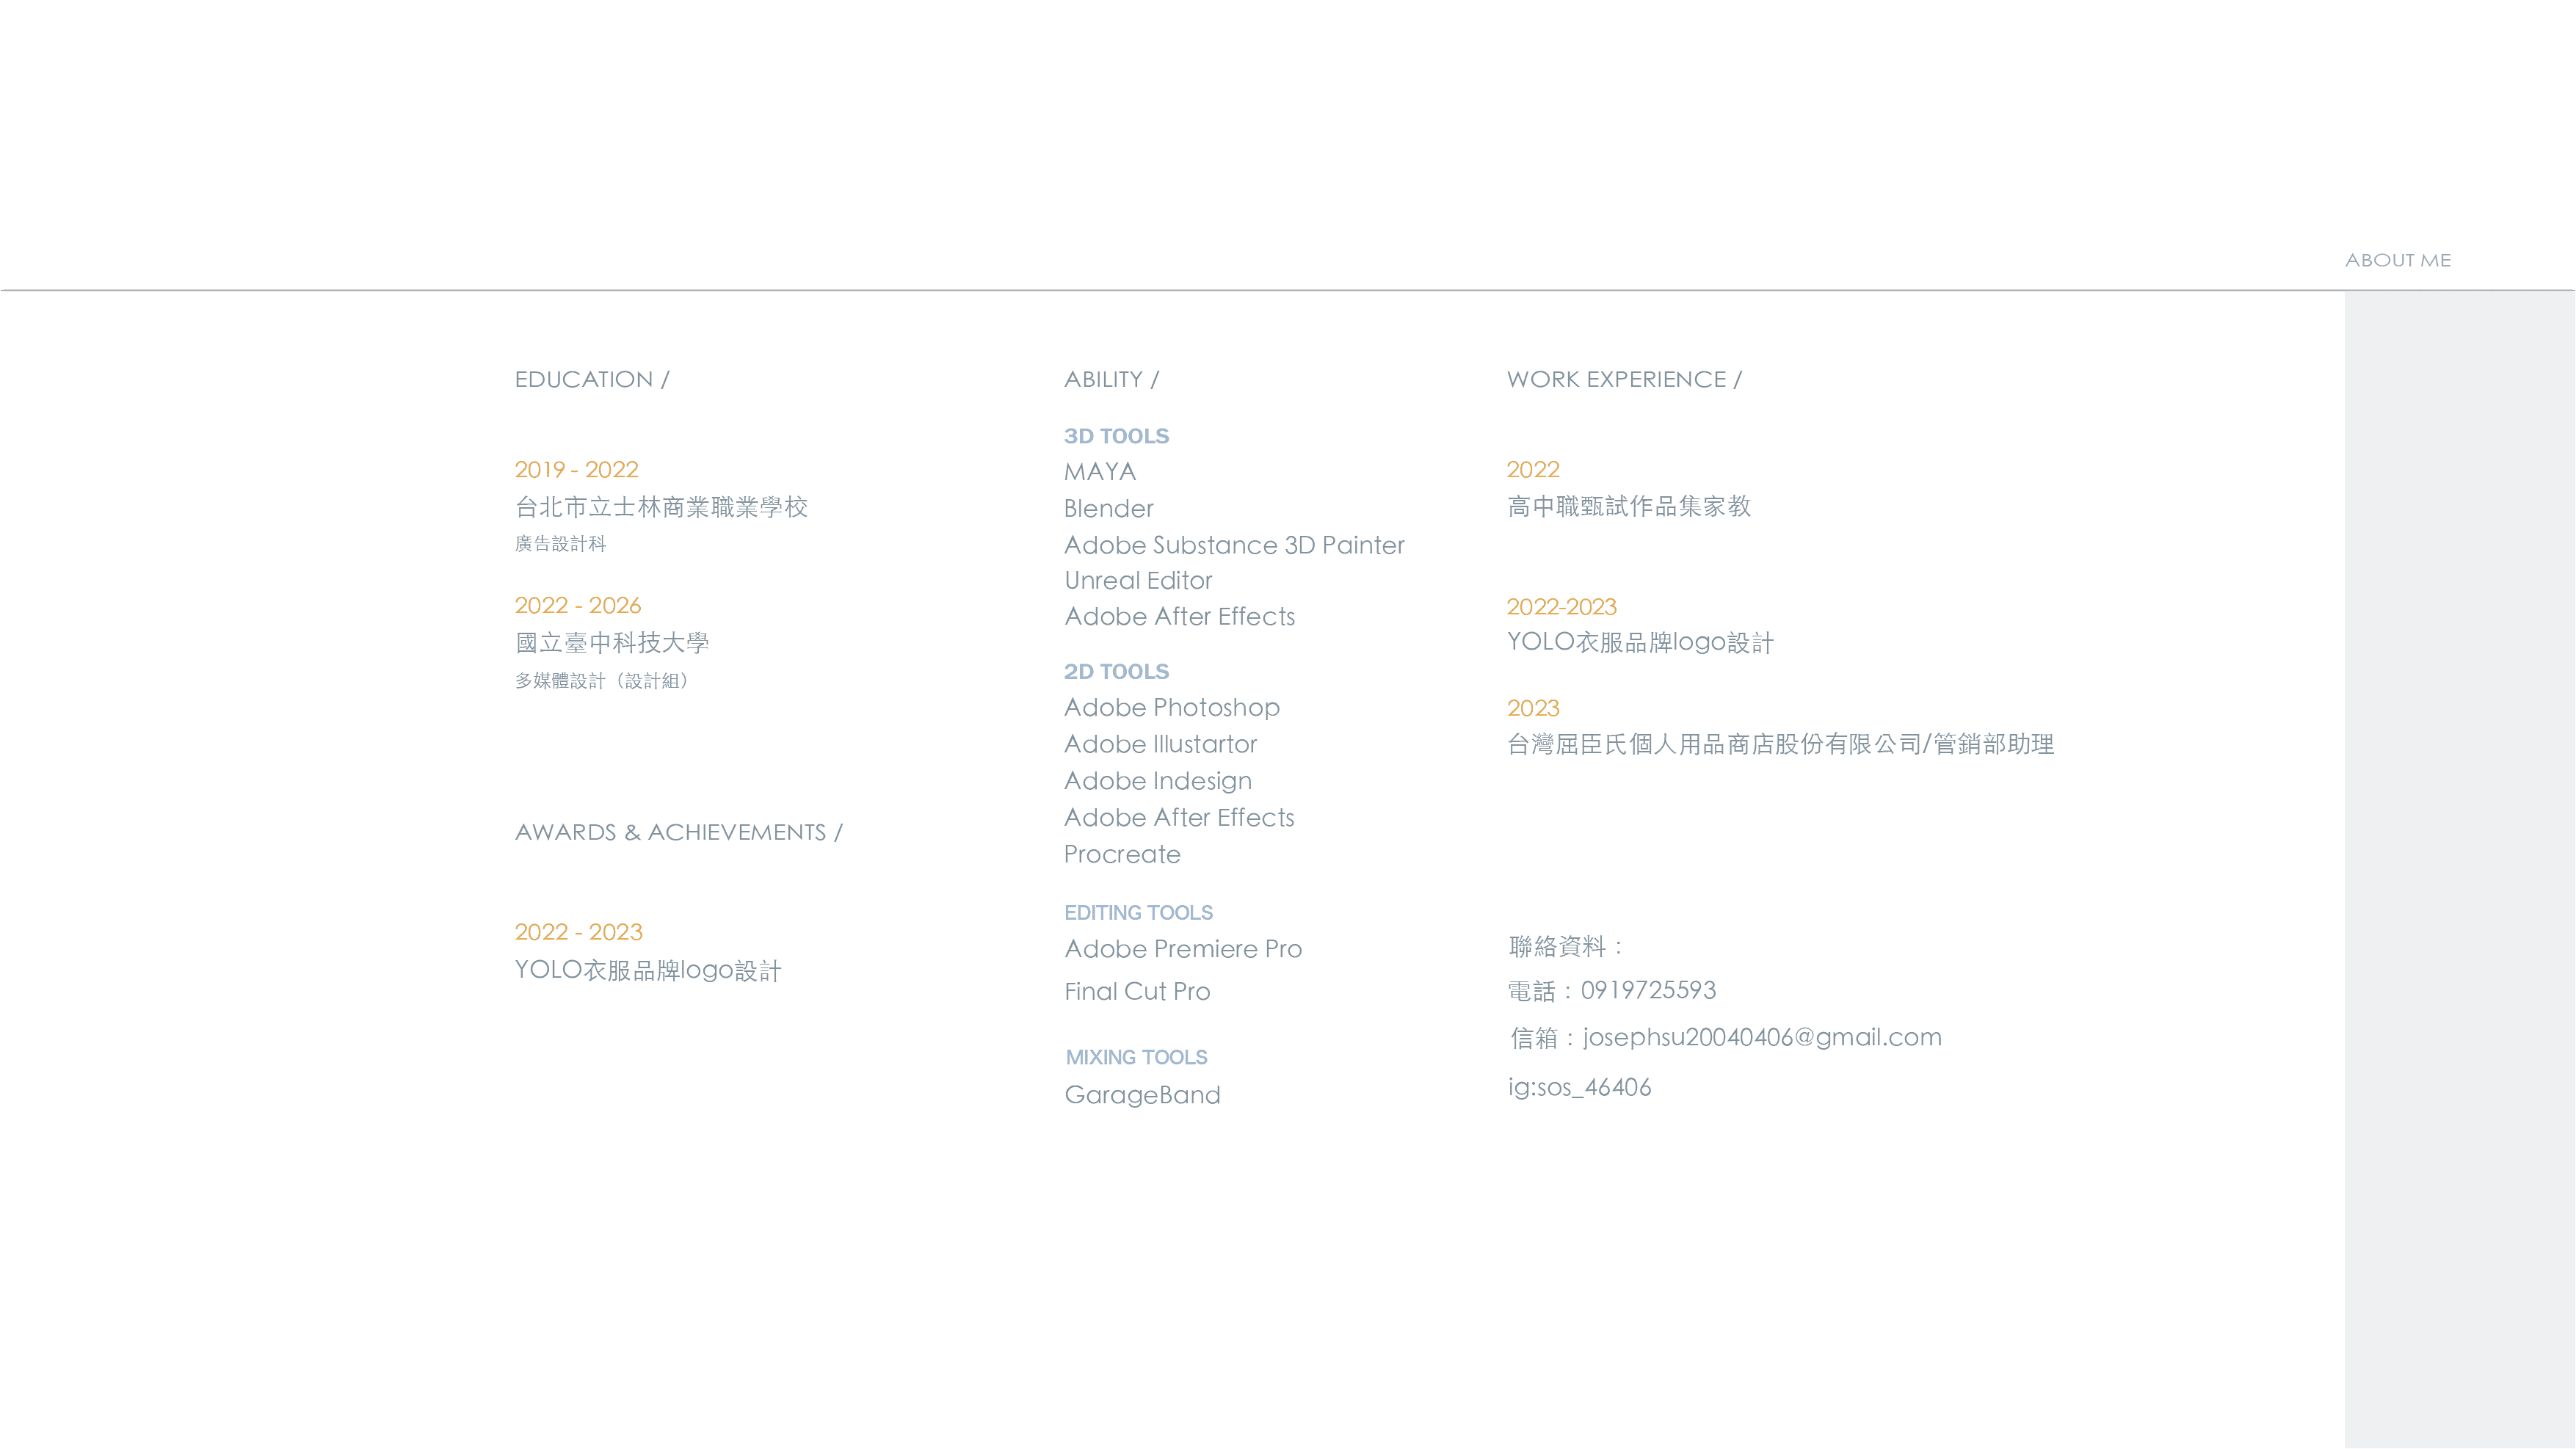 ABOUT ME
EDUCATION /
2019 - 2022
台北市立士林商業職業學校
廣告設計科
2022 - 2026
國立臺中科技大學
多媒體設計（設計組）
AWARDS & ACHIEVEMENTS /
2022 - 2023
YOLO衣服品牌logo設計
ABILITY /
3D TOOLS
MAYA
Blender
Adobe Substance 3D Painter
Unreal Editor
Adobe After Effects
2D TOOLS
Adobe Photoshop
Adobe Illustartor
Adobe Indesign
Adobe After Effects
Procreate
EDITING TOOLS
Adobe Premiere Pro
Final Cut Pro
MIXING TOOLS
GarageBand
WORK EXPERIENCE /
2022
高中職甄試作品集家教
2022-2023
YOLO衣服品牌logo設計
2023
台灣屈臣氏個人用品商店股份有限公司/管銷部助理
聯絡資料：
電話：0919725593
信箱：josephsu20040406@gmail.com
ig:sos_46406